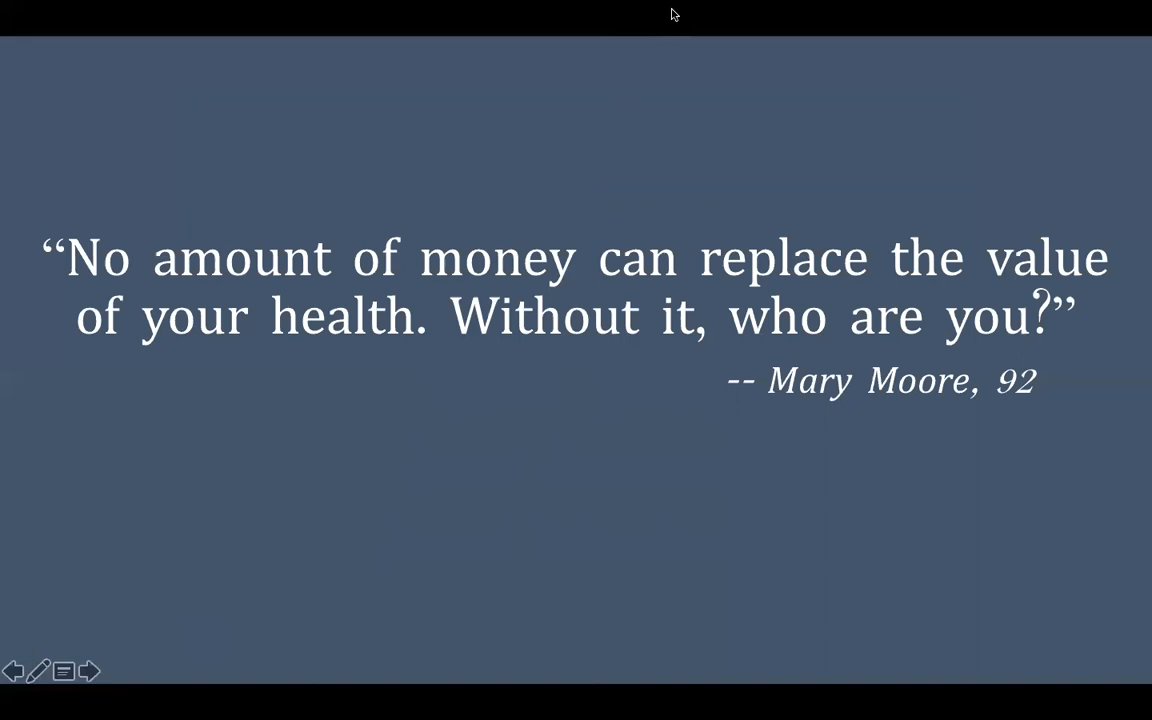 “No amount of money can replace the value
of your health. Without it, who are you?”
-- Mary Moore, 92